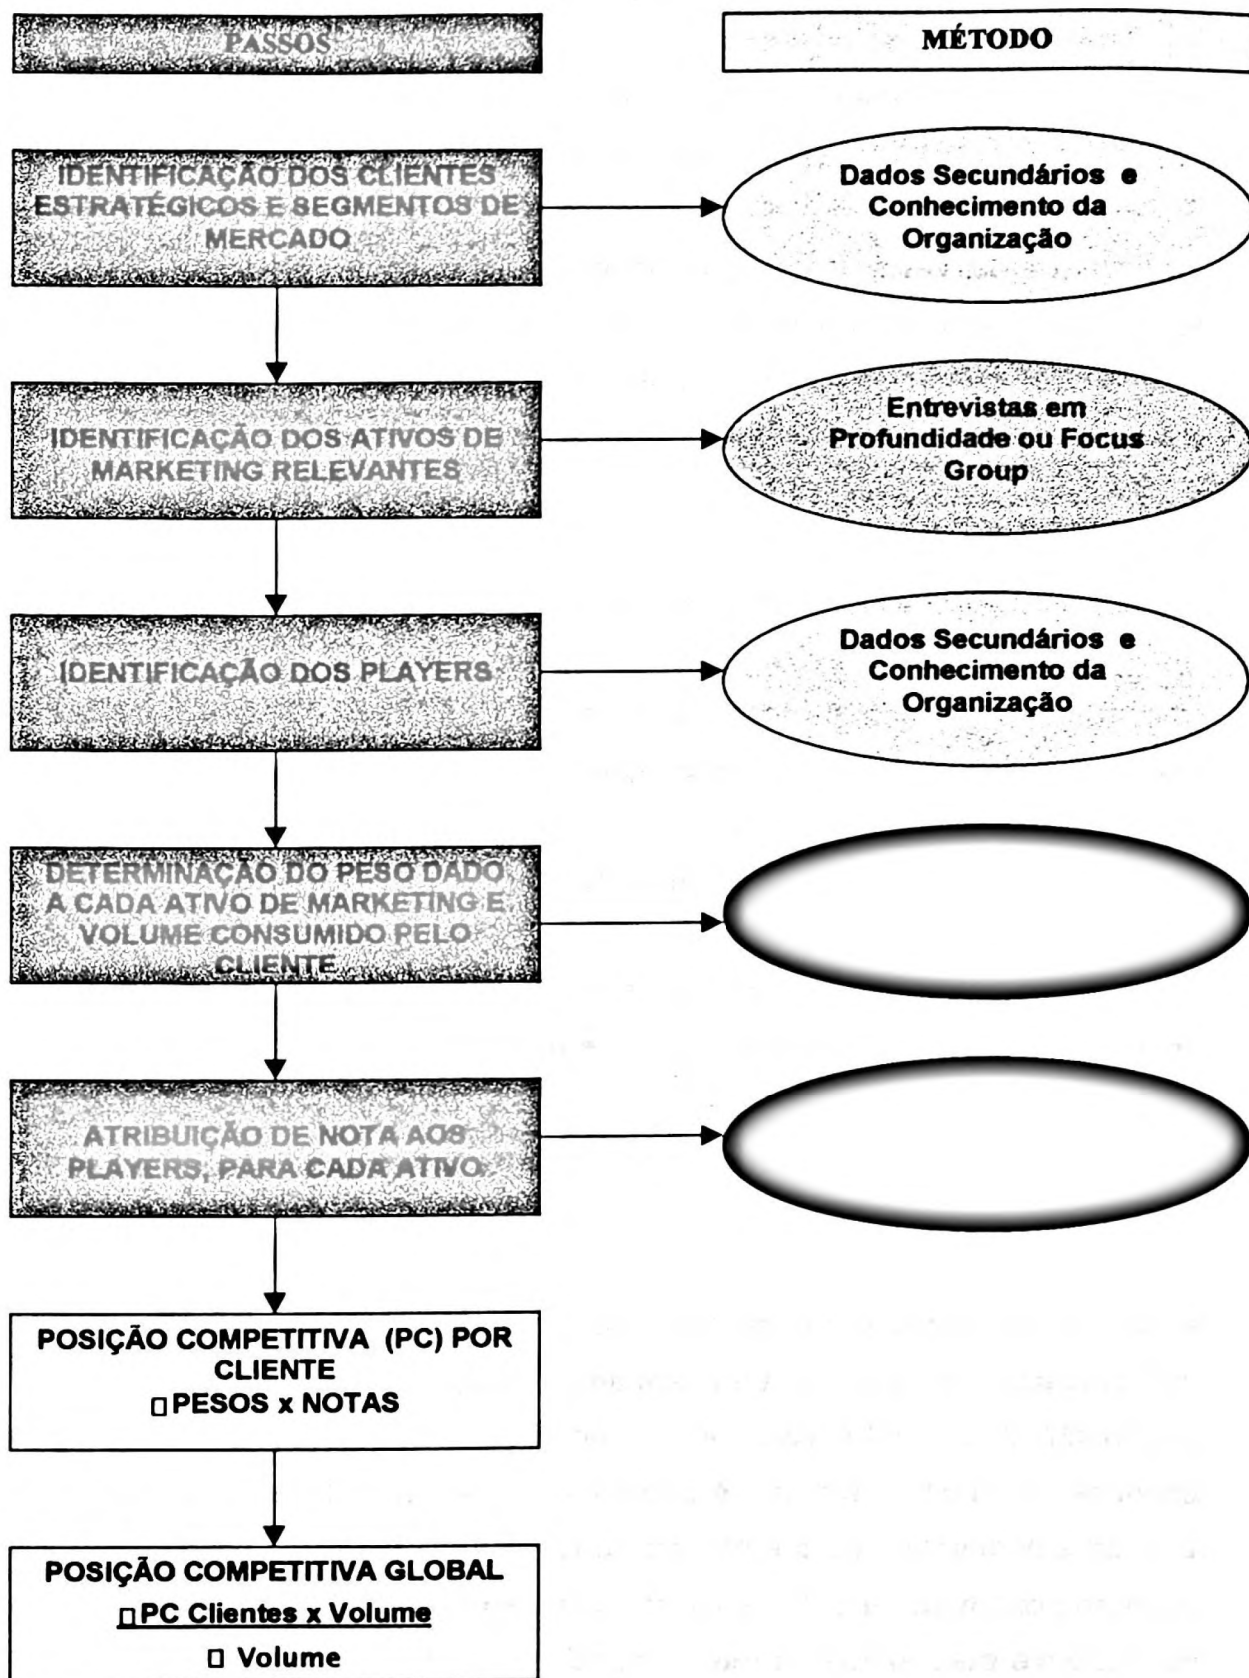 PASSOS
MÉTODO
IDENTIFICAÇÃO DOS CLIENTES
ESTRATÉGICOS E SEGMENTOS DE
MERCADO
Dados Secundários e
Conhecimento da
Organização
IDENTIFICAÇÃO DOS ATIVOS DE
MARKETING RELEVANTES
Entrevistas em
Profundidade ou Focus
Group
IDENTIFICAÇÃO DOS PLAYERS
Dados Secundários e
Conhecimento da
Organização
DETERMINAÇÃO DO PESO DADO
A CADA ATIVO DE MARKETING E
VOLUME CONSUMIDO PELO
CLIENTE
ATRIBUIÇÃO DE NOTA AOS
PLAYERS, PARA CADA ATIVO
POSIÇÃO COMPETITIVA (PC) POR
CLIENTE
▯ PESOS x NOTAS
POSIÇÃO COMPETITIVA GLOBAL
▯ PC Clientes x Volume
▯ Volume